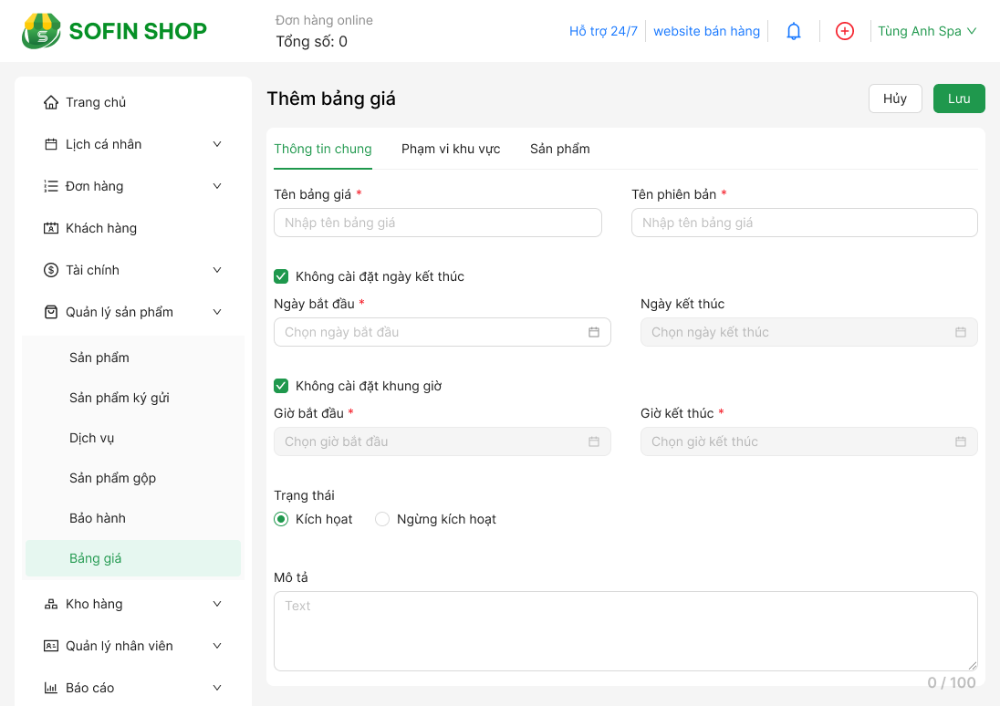 SOFIN SHOP
Đơn hàng online
Tổng số: 0
Hỗ trợ 24/7
website bán hàng
Tùng Anh Spa
Trang chủ
Lịch cá nhân
Đơn hàng
Khách hàng
Tài chính
Quản lý sản phẩm
Sản phẩm
Sản phẩm ký gửi
Dịch vụ
Sản phẩm gộp
Bảo hành
Bảng giá
Kho hàng
Quản lý nhân viên
Báo cáo
Thêm bảng giá
Hủy
Lưu
Thông tin chung
Phạm vi khu vực
Sản phẩm
Tên bảng giá *
Nhập tên bảng giá
Tên phiên bản *
Nhập tên bảng giá
Không cài đặt ngày kết thúc
Ngày bắt đầu *
Chọn ngày bắt đầu
Ngày kết thúc
Chọn ngày kết thúc
Không cài đặt khung giờ
Giờ bắt đầu *
Chọn giờ bắt đầu
Giờ kết thúc *
Chọn giờ kết thúc
Trạng thái
Kích họat
Ngừng kích hoạt
Mô tả
Text
0 / 100